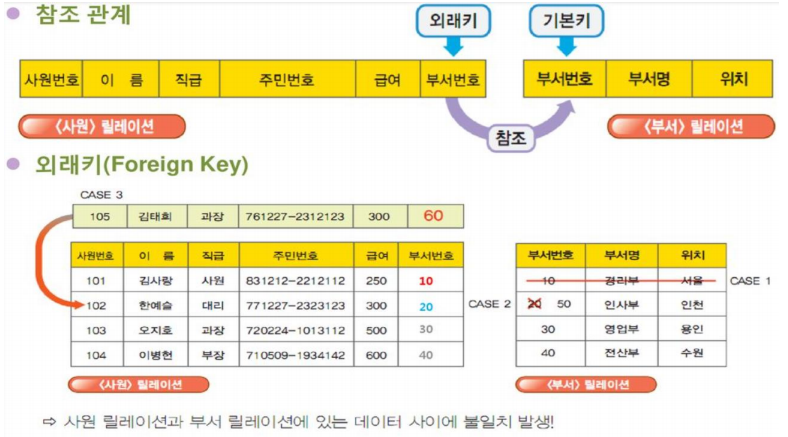 참조 관계
외래키
기본키
사원번호 이 름 직급 주민번호 급여 부서번호
부서번호 부서명 위치
〈사원〉 릴레이션
참조
〈부서〉 릴레이션
외래키(Foreign Key)
CASE 3
105 김태희 과장 761227-2312123 300 60
사원번호 이 름 직급 주민번호 급여 부서번호
101 김사랑 사원 831212-2212112 250 10
102 한예슬 대리 771227-2323123 300 20
103 오지호 과장 720224-1013112 500 30
104 이병헌 부장 710509-1934142 600 40
〈사원〉 릴레이션
부서번호 부서명 위치
10 경리부 서울 CASE 1
CASE 2 20 50 인사부 인천
30 영업부 용인
40 전산부 수원
〈부서〉 릴레이션
⇨ 사원 릴레이션과 부서 릴레이션에 있는 데이터 사이에 불일치 발생!